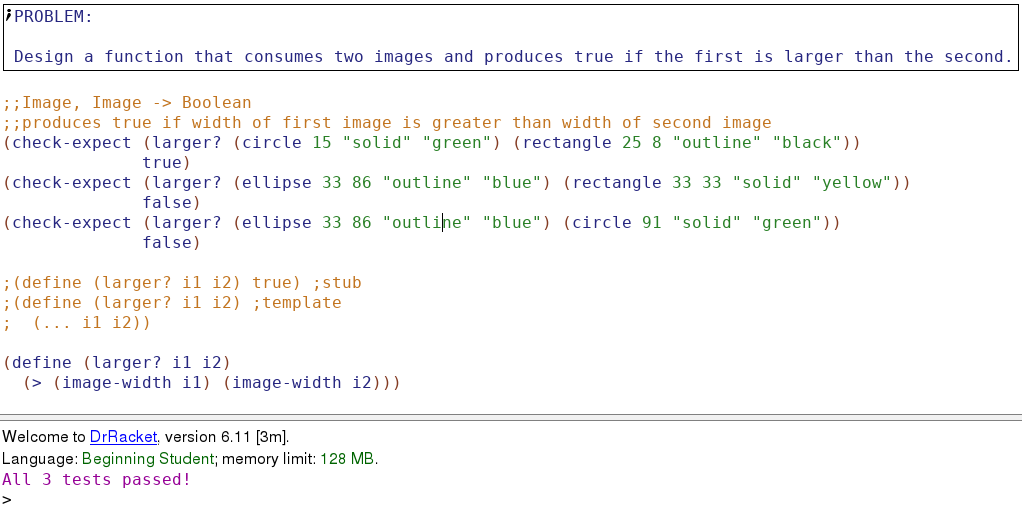 ;PROBLEM:
Design a function that consumes two images and produces true if the first is larger than the second.
;;Image, Image -> Boolean
;;produces true if width of first image is greater than width of second image
(check-expect (larger? (circle 15 "solid" "green") (rectangle 25 8 "outline" "black"))
              true)
(check-expect (larger? (ellipse 33 86 "outline" "blue") (rectangle 33 33 "solid" "yellow"))
              false)
(check-expect (larger? (ellipse 33 86 "outline" "blue") (circle 91 "solid" "green"))
              false)
;(define (larger? i1 i2) true) ;stub
;(define (larger? i1 i2) ;template
;  (... i1 i2))
(define (larger? i1 i2)
  (> (image-width i1) (image-width i2)))
Welcome to DrRacket, version 6.11 [3m].
Language: Beginning Student; memory limit: 128 MB.
All 3 tests passed!
>